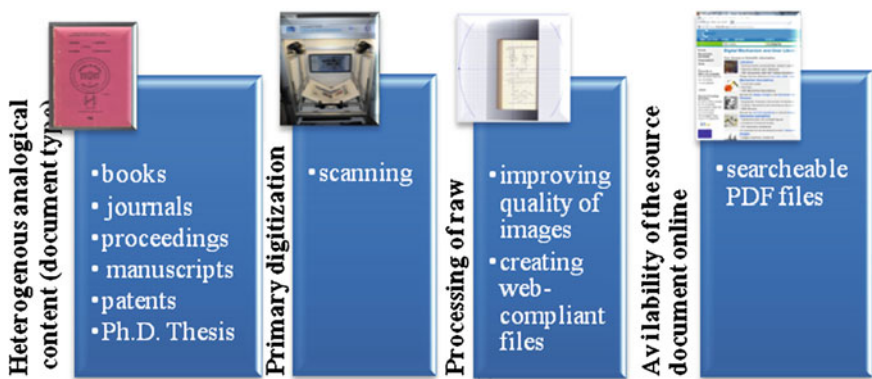 Heterogenous analogical
content (document type)
• books
• journals
• proceedings
• manuscripts
• patents
• Ph.D. Thesis
Primary digitization
• scanning
Processing of raw
• improving
quality of
images
• creating
web-
compliant
files
Avilability of the source
document online
• searcheable
PDF files